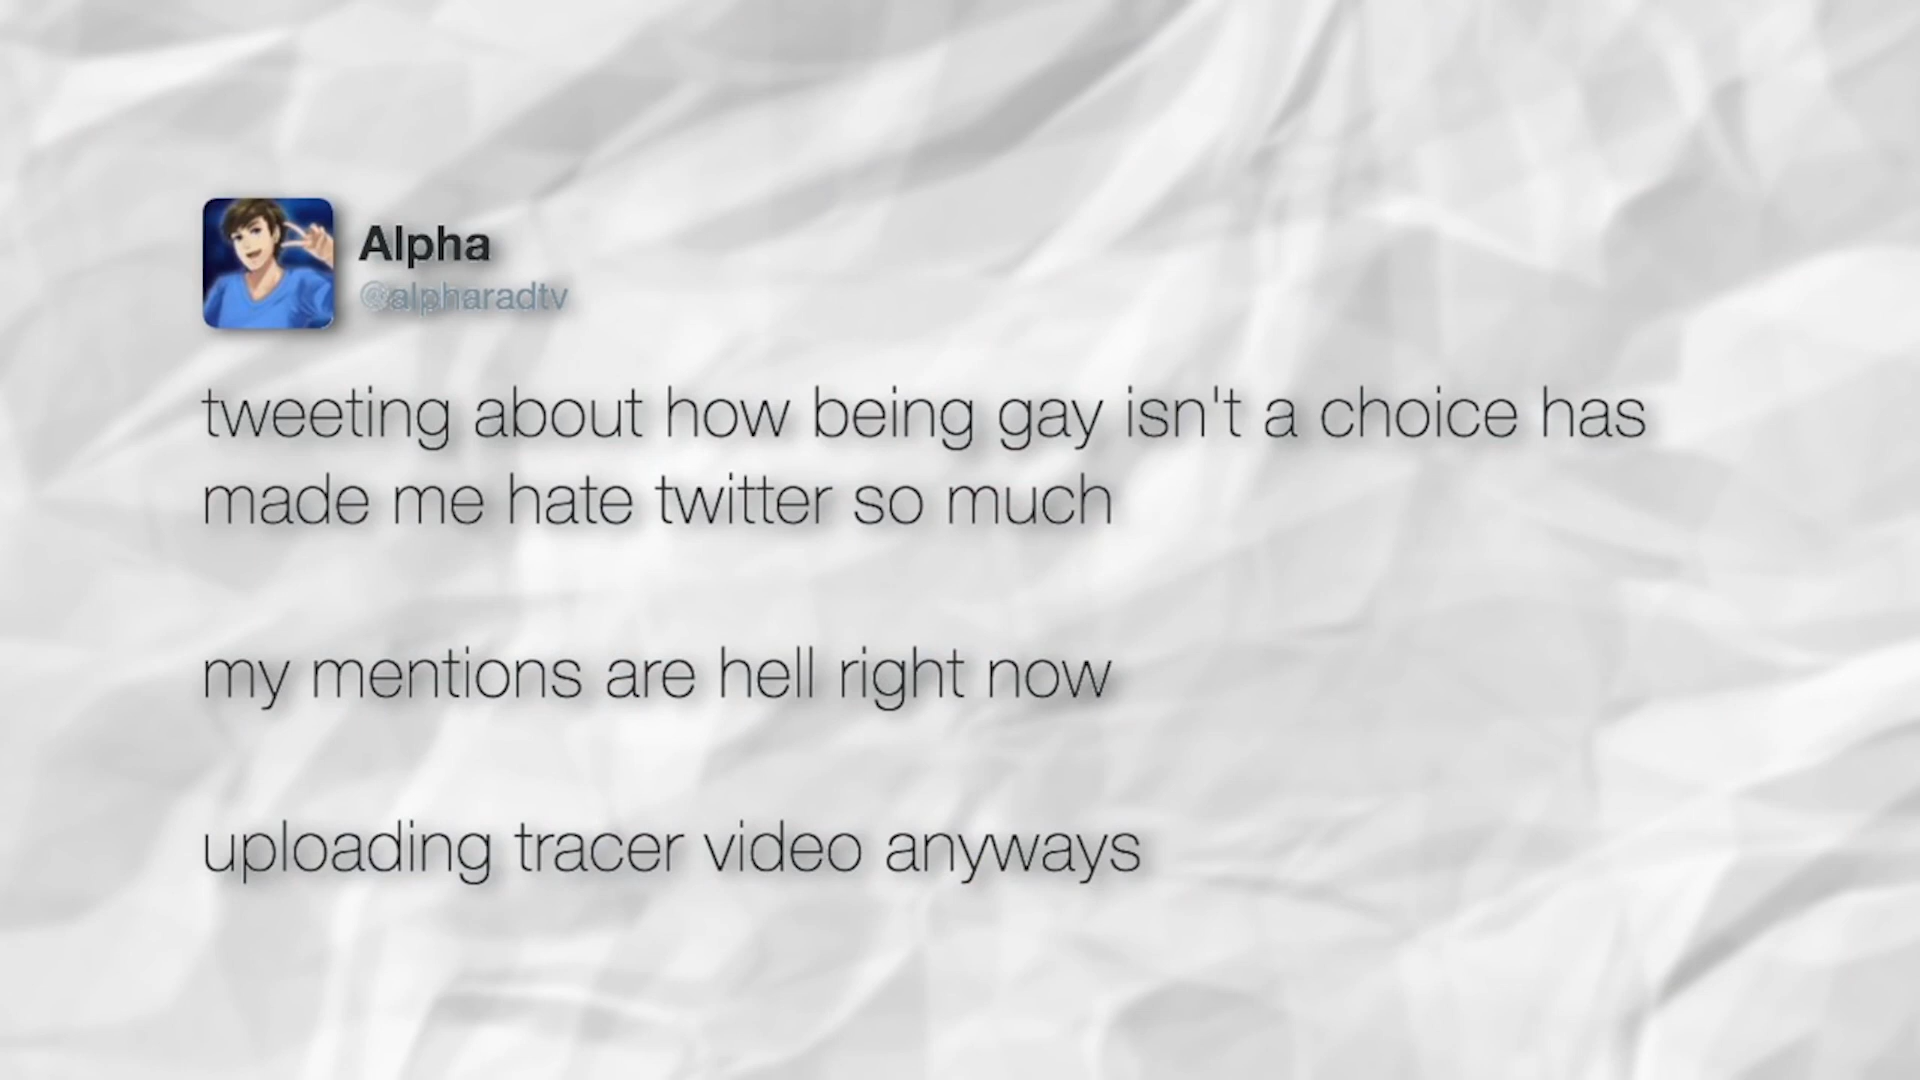 Alpha
@alpharadtv
tweeting about how being gay isn't a choice has
made me hate twitter so much
my mentions are hell right now
uploading tracer video anyways